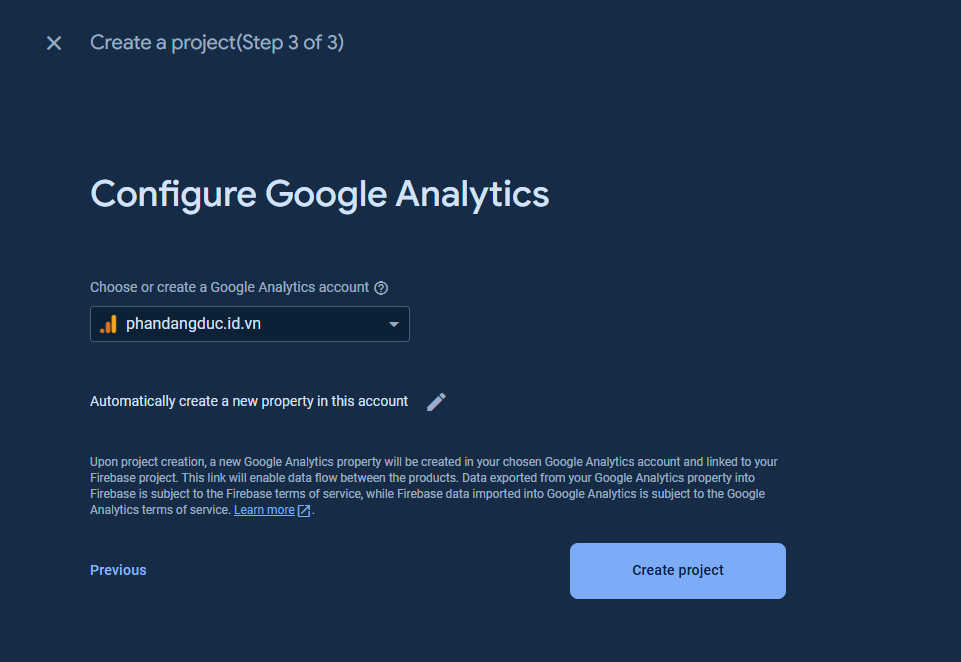 Create a project(Step 3 of 3)
Configure Google Analytics
Choose or create a Google Analytics account
phandangduc.id.vn
Automatically create a new property in this account
Upon project creation, a new Google Analytics property will be created in your chosen Google Analytics account and linked to your
Firebase project. This link will enable data flow between the products. Data exported from your Google Analytics property into
Firebase is subject to the Firebase terms of service, while Firebase data imported into Google Analytics is subject to the Google
Analytics terms of service. Learn more.
Previous
Create project